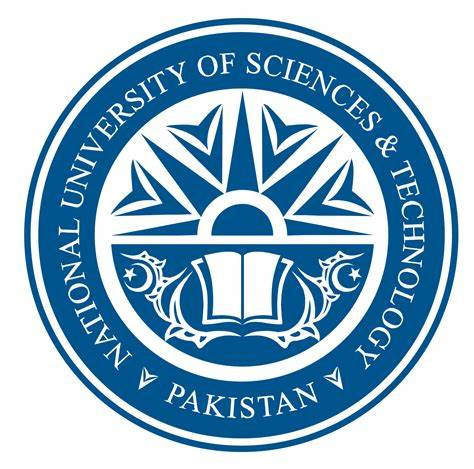 NATIONAL UNIVERSITY OF SCIENCES & TECHNOLOGY
PAKISTAN